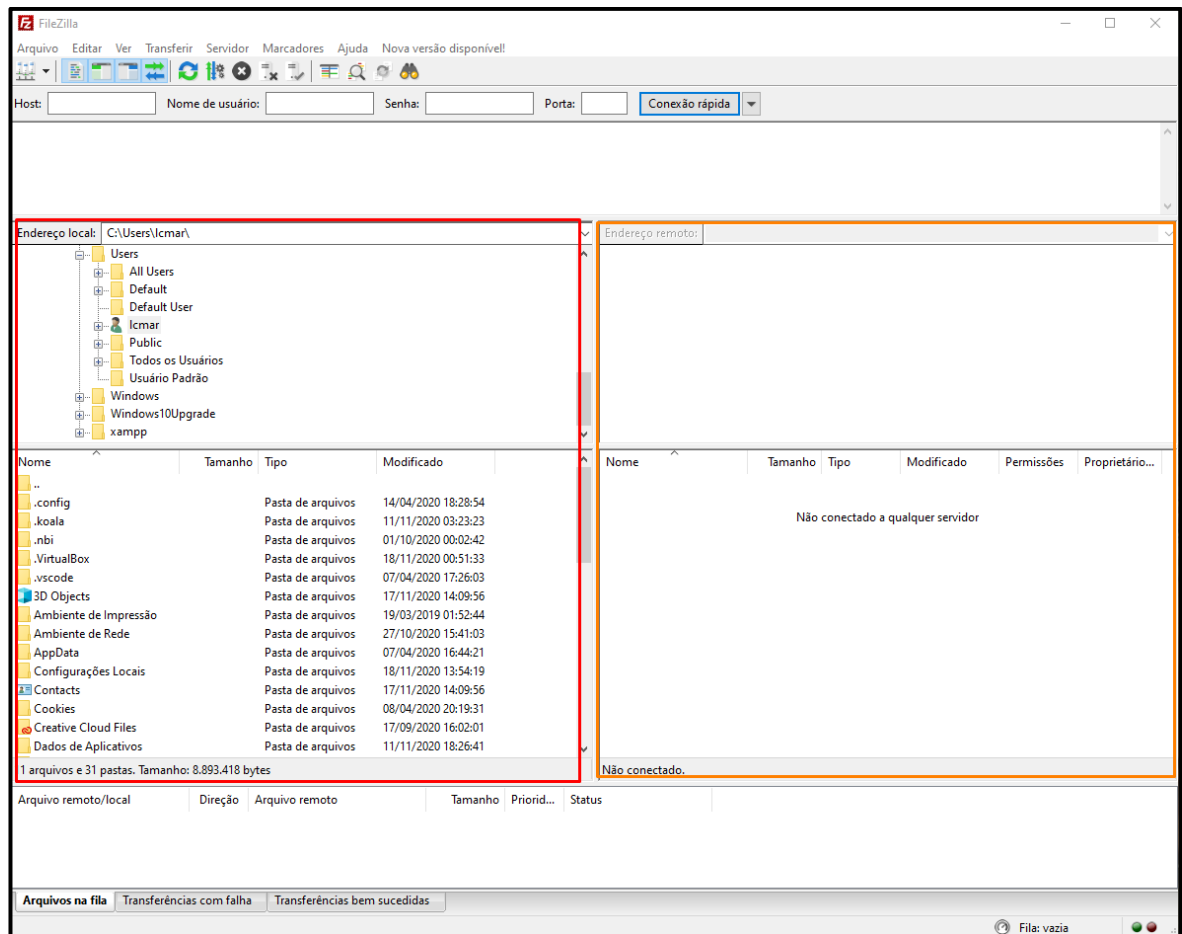 FileZilla
Arquivo Editar Ver Transferir Servidor Marcadores Ajuda Nova versão disponível!
Host: Nome de usuário: Senha: Porta: Conexão rápida
Endereço local: C:\Users\lcmar\
Users
All Users
Default
Default User
lcmar
Public
Todos os Usuários
Usuário Padrão
Windows
Windows10Upgrade
xampp
Nome Tamanho Tipo Modificado
..
.config Pasta de arquivos 14/04/2020 18:28:54
.koala Pasta de arquivos 11/11/2020 03:23:23
.nbi Pasta de arquivos 01/10/2020 00:02:42
.VirtualBox Pasta de arquivos 18/11/2020 00:51:33
.vscode Pasta de arquivos 07/04/2020 17:26:03
3D Objects Pasta de arquivos 17/11/2020 14:09:56
Ambiente de Impressão Pasta de arquivos 19/03/2019 01:52:44
Ambiente de Rede Pasta de arquivos 27/10/2020 15:41:03
AppData Pasta de arquivos 07/04/2020 16:44:21
Configurações Locais Pasta de arquivos 18/11/2020 13:54:19
Contacts Pasta de arquivos 17/11/2020 14:09:56
Cookies Pasta de arquivos 08/04/2020 20:19:31
Creative Cloud Files Pasta de arquivos 17/09/2020 16:02:01
Dados de Aplicativos Pasta de arquivos 11/11/2020 18:26:41
1 arquivos e 31 pastas. Tamanho: 8.893.418 bytes
Endereço remoto:
Nome Tamanho Tipo Modificado Permissões Proprietário...
Não conectado a qualquer servidor
Não conectado.
Arquivo remoto/local Direção Arquivo remoto Tamanho Priorid... Status
Arquivos na fila Transferências com falha Transferências bem sucedidas
Fila: vazia